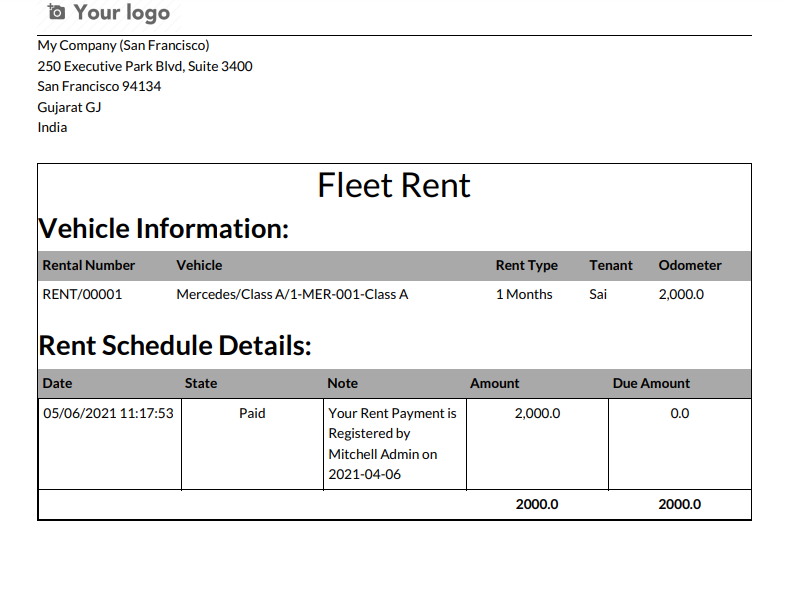 Your logo
My Company (San Francisco)
250 Executive Park Blvd, Suite 3400
San Francisco 94134
Gujarat GJ
India
Fleet Rent
Vehicle Information:
Rental Number Vehicle Rent Type Tenant Odometer
RENT/00001 Mercedes/Class A/1-MER-001-Class A 1 Months Sai 2,000.0
Rent Schedule Details:
Date State Note Amount Due Amount
05/06/2021 11:17:53 Paid Your Rent Payment is 2,000.0 0.0
Registered by
Mitchell Admin on
2021-04-06
2000.0 2000.0